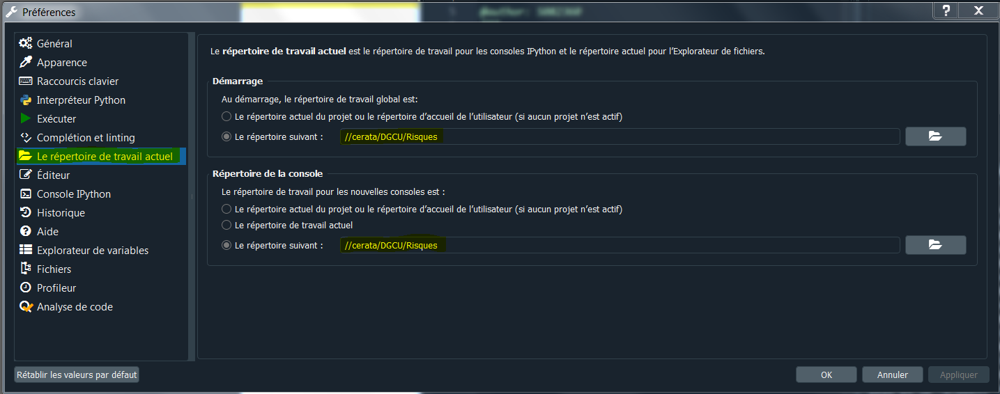 Préférences
?
X
Général
Apparence
Raccourcis clavier
Interpréteur Python
Exécuter
Complétion et linting
Le répertoire de travail actuel
Éditeur
Console IPython
Historique
Aide
Explorateur de variables
Fichiers
Profileur
Analyse de code
Le répertoire de travail actuel est le répertoire de travail pour les consoles IPython et le répertoire actuel pour l'Explorateur de fichiers.
Démarrage
Au démarrage, le répertoire de travail global est:
Le répertoire actuel du projet ou le répertoire d'accueil de l'utilisateur (si aucun projet n'est actif)
Le répertoire suivant : //cerata/DGCU/Risques
Répertoire de la console
Le répertoire de travail pour les nouvelles consoles est :
Le répertoire actuel du projet ou le répertoire d'accueil de l'utilisateur (si aucun projet n'est actif)
Le répertoire de travail actuel
Le répertoire suivant : //cerata/DGCU/Risques
Rétablir les valeurs par défaut
OK
Annuler
Appliquer